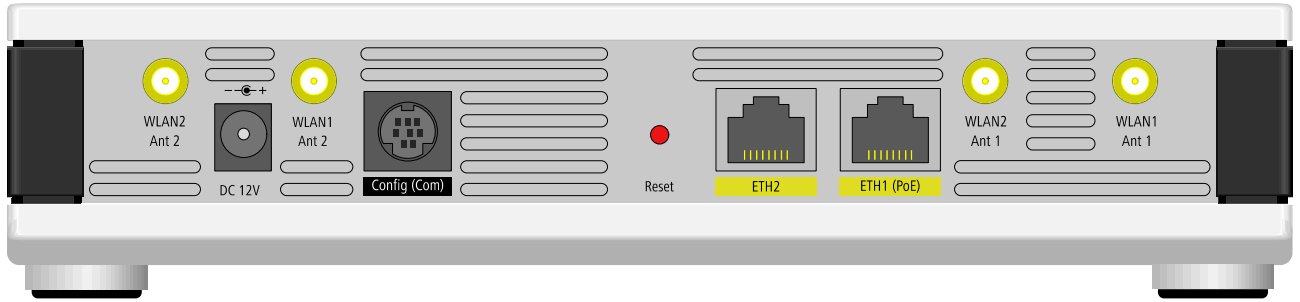 WLAN2
Ant 2
DC 12V
WLAN1
Ant 2
Config (Com)
Reset
ETH2
ETH1 (PoE)
WLAN2
Ant 1
WLAN1
Ant 1